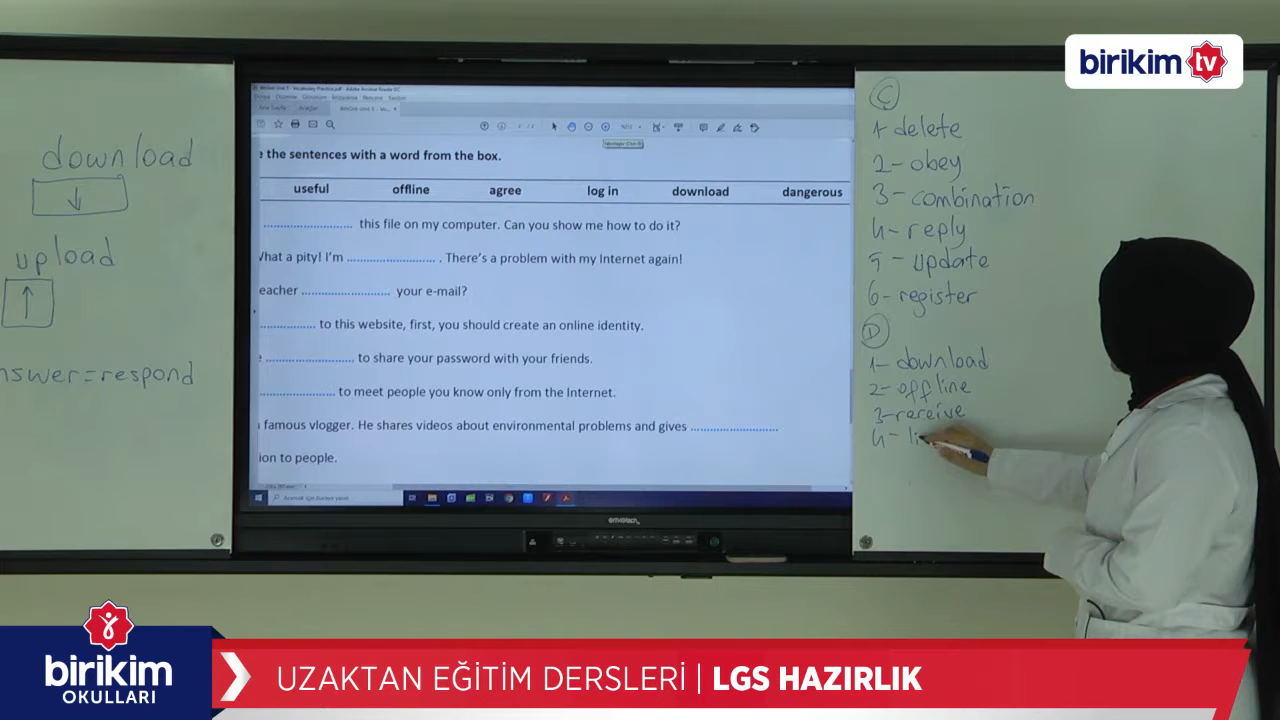 birikim tv
download
↓
upload
↑
nswer=respond
e the sentences with a word from the box.
useful offline agree log in download dangerous
........................... this file on my computer. Can you show me how to do it?
What a pity! I'm ........................... . There's a problem with my Internet again!
eacher ........................... your e-mail?
................. to this website, first, you should create an online identity.
e ........................... to share your password with your friends.
....................... to meet people you know only from the Internet.
famous vlogger. He shares videos about environmental problems and gives ...........................
ion to people.
C
1- delete
2- obey
3- combination
4- reply
5- update
6- register
D
1- download
2- offline
3- receive
4- li
birikim
OKULLARI
UZAKTAN EĞİTİM DERSLERİ | LGS HAZIRLIK